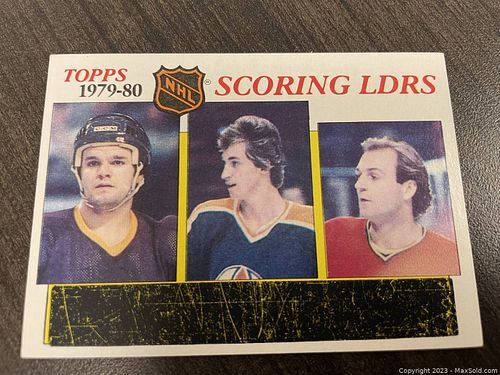 TOPPS
1979-80
NHL
®
SCORING LDRS
Copyright 2023 - MaxSold.com